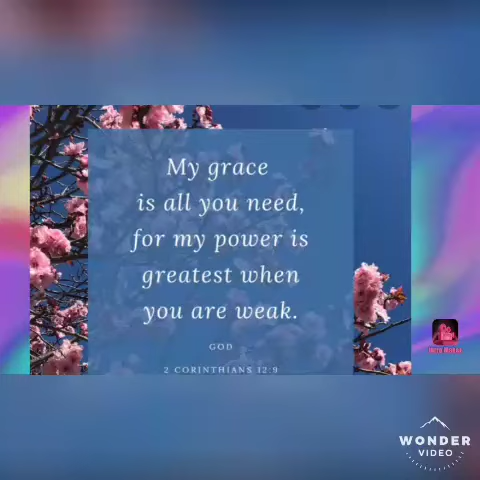 My grace
is all you need,
for my power is
greatest when
you are weak.
GOD
2 CORINTHIANS 12:9
WONDER
VIDEO